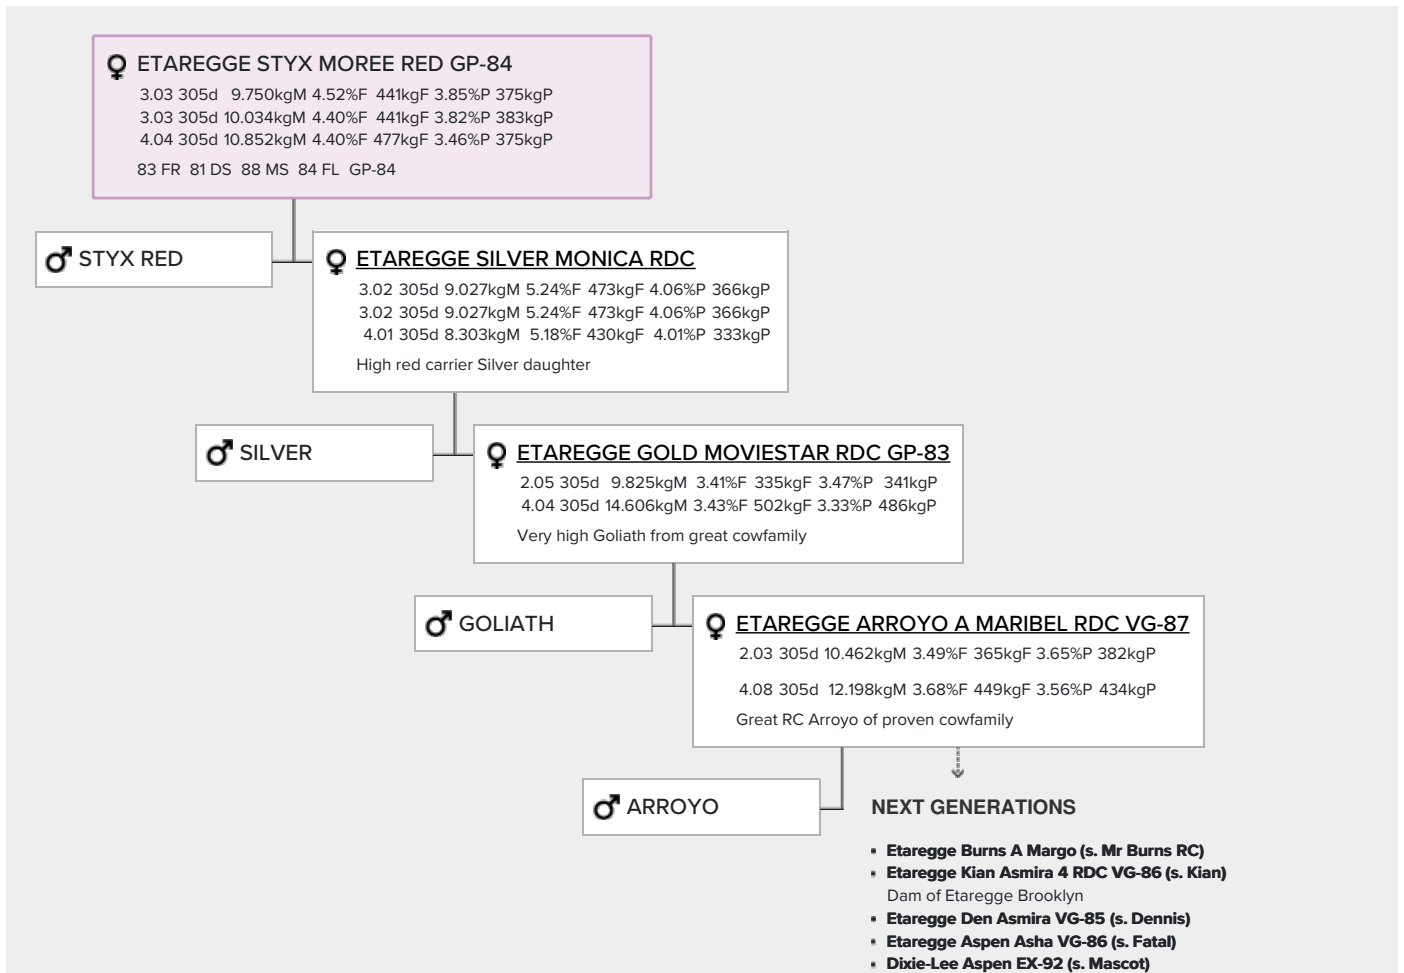 ETAREGGE STYX MOREE RED GP-84
3.03 305d 9.750kgM 4.52%F 441kgF 3.85%P 375kgP
3.03 305d 10.034kgM 4.40%F 441kgF 3.82%P 383kgP
4.04 305d 10.852kgM 4.40%F 477kgF 3.46%P 375kgP
83 FR 81 DS 88 MS 84 FL GP-84
STYX RED
ETAREGGE SILVER MONICA RDC
3.02 305d 9.027kgM 5.24%F 473kgF 4.06%P 366kgP
3.02 305d 9.027kgM 5.24%F 473kgF 4.06%P 366kgP
4.01 305d 8.303kgM 5.18%F 430kgF 4.01%P 333kgP
High red carrier Silver daughter
SILVER
ETAREGGE GOLD MOVIESTAR RDC GP-83
2.05 305d 9.825kgM 3.41%F 335kgF 3.47%P 341kgP
4.04 305d 14.606kgM 3.43%F 502kgF 3.33%P 486kgP
Very high Goliath from great cowfamily
GOLIATH
ETAREGGE ARROYO A MARIBEL RDC VG-87
2.03 305d 10.462kgM 3.49%F 365kgF 3.65%P 382kgP
4.08 305d 12.198kgM 3.68%F 449kgF 3.56%P 434kgP
Great RC Arroyo of proven cowfamily
ARROYO
NEXT GENERATIONS
Etaregge Burns A Margo (s. Mr Burns RC)
Etaregge Kian Asmira 4 RDC VG-86 (s. Kian)
Dam of Etaregge Brooklyn
Etaregge Den Asmira VG-85 (s. Dennis)
Etaregge Aspen Asha VG-86 (s. Fatal)
Dixie-Lee Aspen EX-92 (s. Mascot)